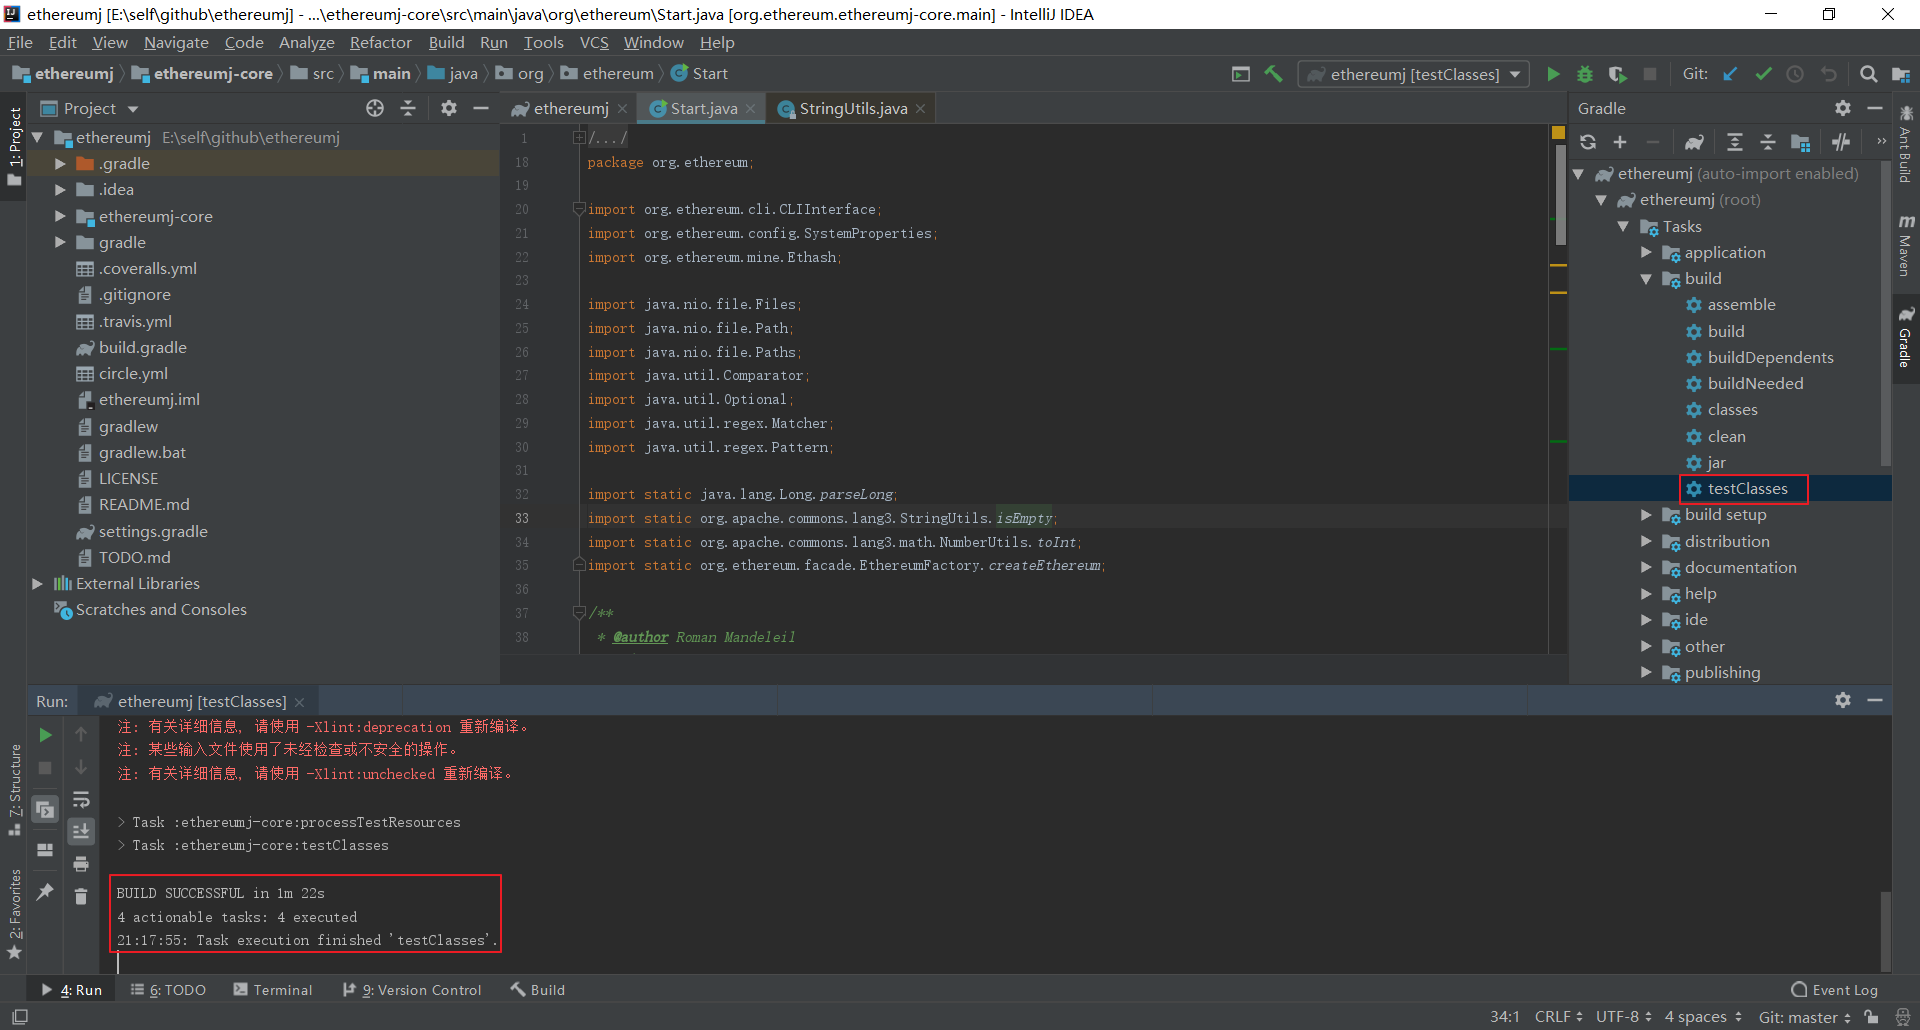 ethereumj [E:\self\github\ethereumj] - ...\ethereumj-core\src\main\java\org\ethereum\Start.java [org.ethereum.ethereumj-core.main] - IntelliJ IDEA
File Edit View Navigate Code Analyze Refactor Build Run Tools VCS Window Help
ethereumj ethereumj-core src main java org ethereum Start
ethereumj [testClasses]
Git:
1: Project
7: Structure
2: Favorites
Project
ethereumj E:\self\github\ethereumj
.gradle
.idea
ethereumj-core
gradle
.coveralls.yml
.gitignore
.travis.yml
build.gradle
circle.yml
ethereumj.iml
gradlew
gradlew.bat
LICENSE
README.md
settings.gradle
TODO.md
External Libraries
Scratches and Consoles
ethereumj Start.java StringUtils.java
1 /.../
18 package org.ethereum;
19
20 import org.ethereum.cli.CLIInterface;
21 import org.ethereum.config.SystemProperties;
22 import org.ethereum.mine.Ethash;
23
24 import java.nio.file.Files;
25 import java.nio.file.Path;
26 import java.nio.file.Paths;
27 import java.util.Comparator;
28 import java.util.Optional;
29 import java.util.regex.Matcher;
30 import java.util.regex.Pattern;
31
32 import static java.lang.Long.parseLong;
33 import static org.apache.commons.lang3.StringUtils.isEmpty;
34 import static org.apache.commons.lang3.math.NumberUtils.toInt;
35 import static org.ethereum.facade.EthereumFactory.createEthereum;
36
37 /**
38 * @author Roman Mandeleil
Gradle
ethereumj (auto-import enabled)
ethereumj (root)
Tasks
application
build
assemble
build
buildDependents
buildNeeded
classes
clean
jar
testClasses
build setup
distribution
documentation
help
ide
other
publishing
Ant Build
Maven
Gradle
Run: ethereumj [testClasses]
注: 有关详细信息, 请使用 -Xlint:deprecation 重新编译。
注: 某些输入文件使用了未经检查或不安全的操作。
注: 有关详细信息, 请使用 -Xlint:unchecked 重新编译。
> Task :ethereumj-core:processTestResources
> Task :ethereumj-core:testClasses
BUILD SUCCESSFUL in 1m 22s
4 actionable tasks: 4 executed
21:17:55: Task execution finished 'testClasses'.
4: Run 6: TODO Terminal 9: Version Control Build Event Log
34:1 CRLF UTF-8 4 spaces Git: master